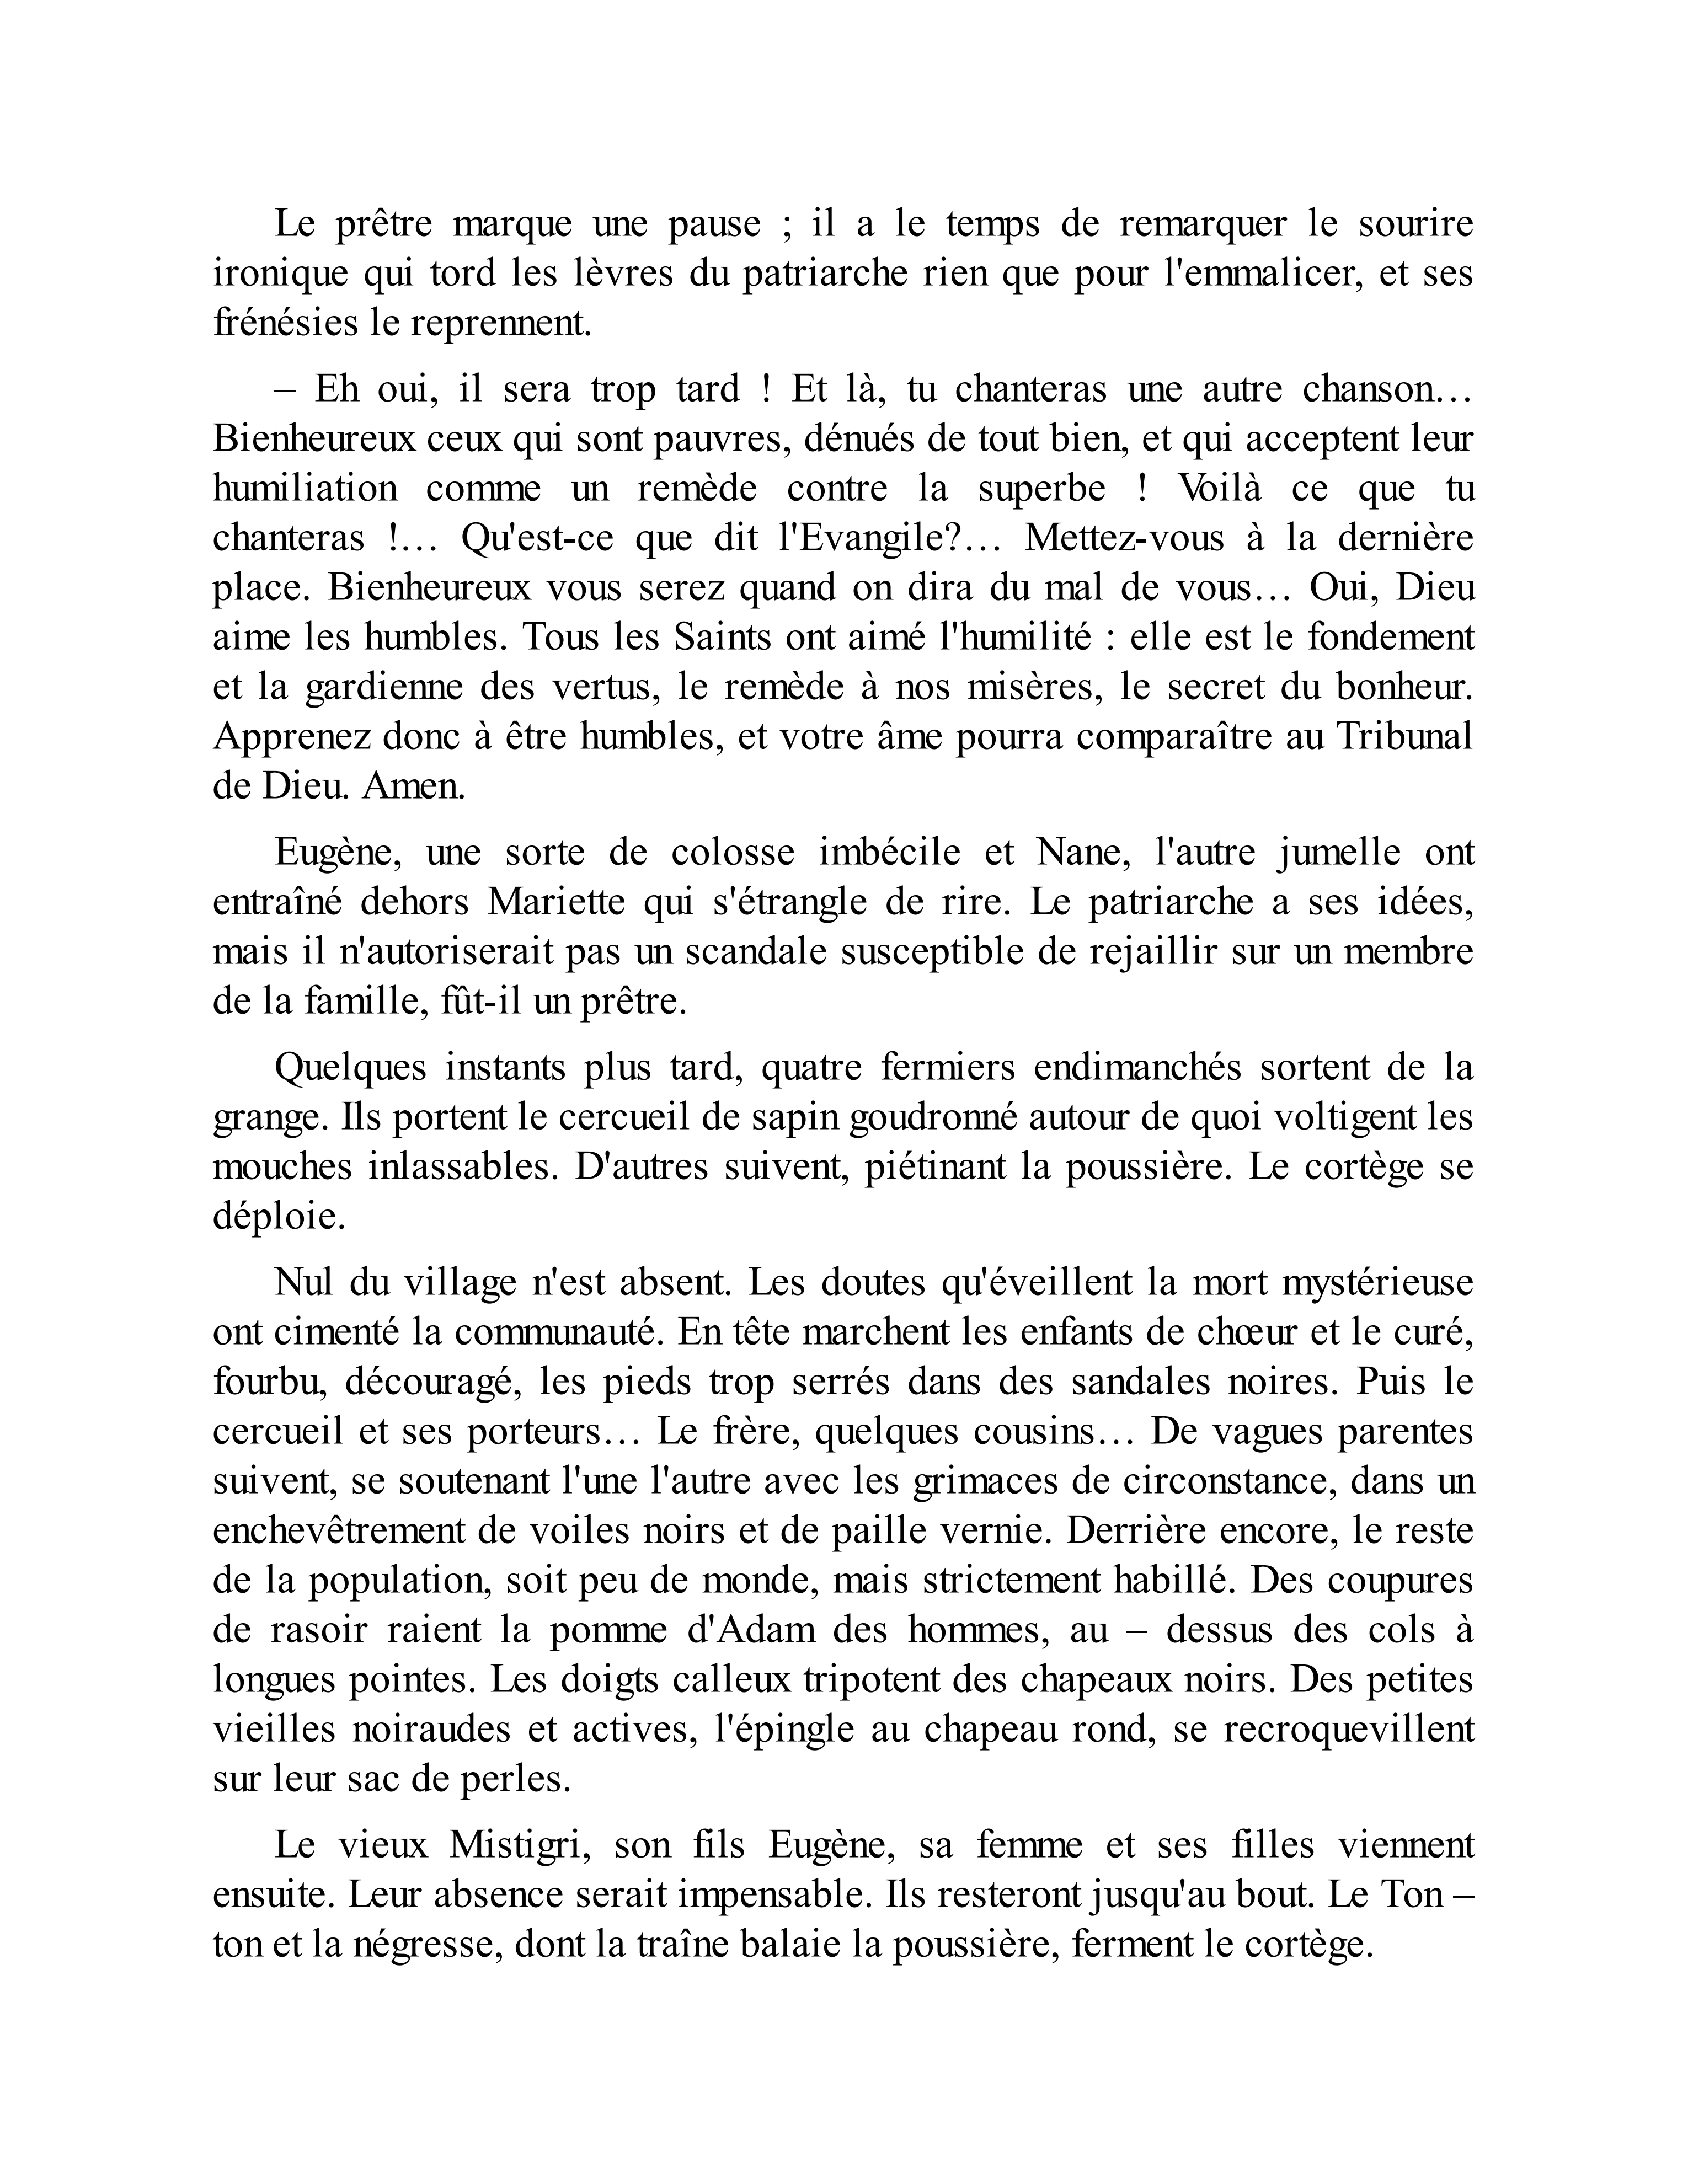 Le prêtre marque une pause ; il a le temps de remarquer le sourire
ironique qui tord les lèvres du patriarche rien que pour l'emmalicer, et ses
frénésies le reprennent.
– Eh oui, il sera trop tard ! Et là, tu chanteras une autre chanson…
Bienheureux ceux qui sont pauvres, dénués de tout bien, et qui acceptent leur
humiliation comme un remède contre la superbe ! Voilà ce que tu
chanteras !… Qu'est-ce que dit l'Evangile?… Mettez-vous à la dernière
place. Bienheureux vous serez quand on dira du mal de vous… Oui, Dieu
aime les humbles. Tous les Saints ont aimé l'humilité : elle est le fondement
et la gardienne des vertus, le remède à nos misères, le secret du bonheur.
Apprenez donc à être humbles, et votre âme pourra comparaître au Tribunal
de Dieu. Amen.
Eugène, une sorte de colosse imbécile et Nane, l'autre jumelle ont
entraîné dehors Mariette qui s'étrangle de rire. Le patriarche a ses idées,
mais il n'autoriserait pas un scandale susceptible de rejaillir sur un membre
de la famille, fût-il un prêtre.
Quelques instants plus tard, quatre fermiers endimanchés sortent de la
grange. Ils portent le cercueil de sapin goudronné autour de quoi voltigent les
mouches inlassables. D'autres suivent, piétinant la poussière. Le cortège se
déploie.
Nul du village n'est absent. Les doutes qu'éveillent la mort mystérieuse
ont cimenté la communauté. En tête marchent les enfants de chœur et le curé,
fourbu, découragé, les pieds trop serrés dans des sandales noires. Puis le
cercueil et ses porteurs… Le frère, quelques cousins… De vagues parentes
suivent, se soutenant l'une l'autre avec les grimaces de circonstance, dans un
enchevêtrement de voiles noirs et de paille vernie. Derrière encore, le reste
de la population, soit peu de monde, mais strictement habillé. Des coupures
de rasoir raient la pomme d'Adam des hommes, au – dessus des cols à
longues pointes. Les doigts calleux tripotent des chapeaux noirs. Des petites
vieilles noiraudes et actives, l'épingle au chapeau rond, se recroquevillent
sur leur sac de perles.
Le vieux Mistigri, son fils Eugène, sa femme et ses filles viennent
ensuite. Leur absence serait impensable. Ils resteront jusqu'au bout. Le Ton –
ton et la négresse, dont la traîne balaie la poussière, ferment le cortège.